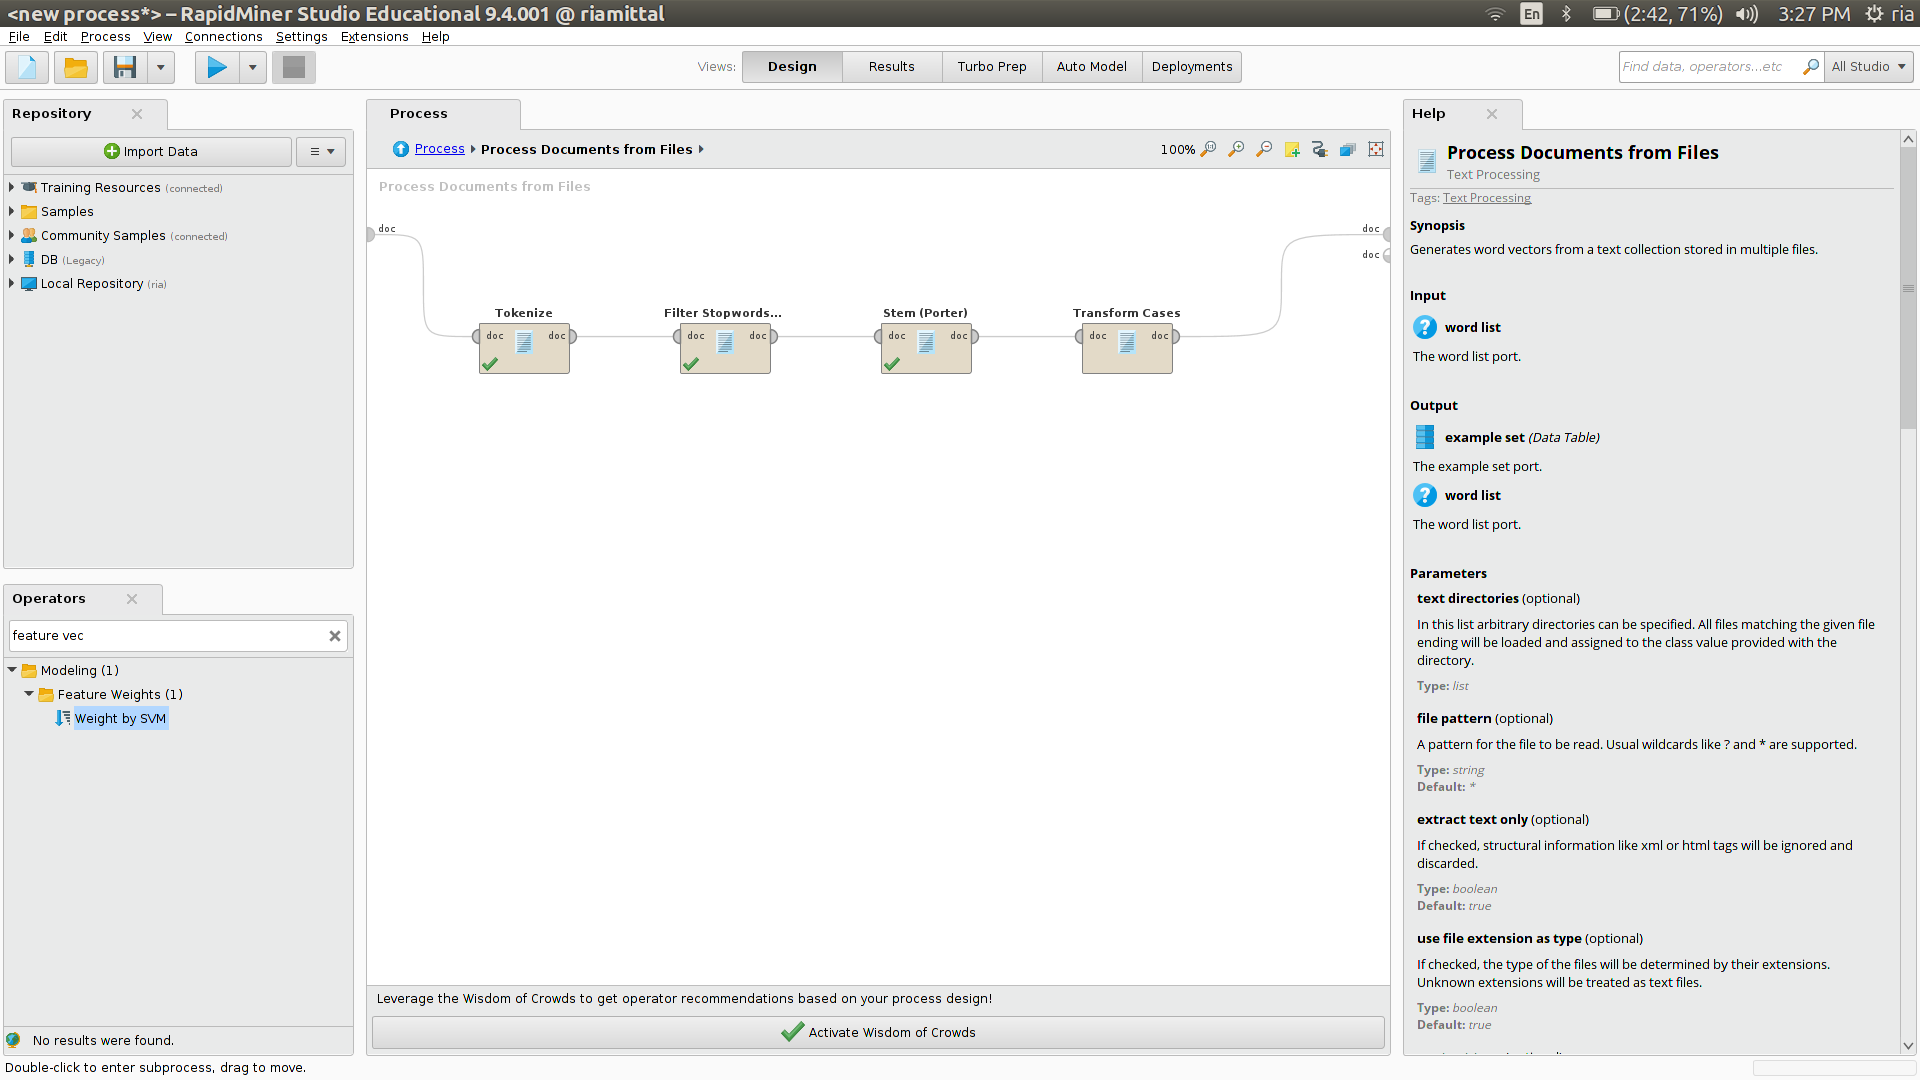 <new process*> – RapidMiner Studio Educational 9.4.001 @ riamittal
En (2:42, 71%) 3:27 PM ria
File Edit Process View Connections Settings Extensions Help
Views: Design Results Turbo Prep Auto Model Deployments
Find data, operators...etc All Studio
Repository
Import Data
Training Resources (connected)
Samples
Community Samples (connected)
DB (Legacy)
Local Repository (ria)
Operators
feature vec
Modeling (1)
Feature Weights (1)
Weight by SVM
No results were found.
Double-click to enter subprocess, drag to move.
Process
Process Process Documents from Files 100%
Process Documents from Files
doc doc
doc
Tokenize Filter Stopwords... Stem (Porter) Transform Cases
doc doc doc doc doc doc doc doc
Leverage the Wisdom of Crowds to get operator recommendations based on your process design!
Activate Wisdom of Crowds
Help
Process Documents from Files
Text Processing
Tags: Text Processing
Synopsis
Generates word vectors from a text collection stored in multiple files.
Input
word list
The word list port.
Output
example set (Data Table)
The example set port.
word list
The word list port.
Parameters
text directories (optional)
In this list arbitrary directories can be specified. All files matching the given file
ending will be loaded and assigned to the class value provided with the
directory.
Type: list
file pattern (optional)
A pattern for the file to be read. Usual wildcards like ? and * are supported.
Type: string
Default: *
extract text only (optional)
If checked, structural information like xml or html tags will be ignored and
discarded.
Type: boolean
Default: true
use file extension as type (optional)
If checked, the type of the files will be determined by their extensions.
Unknown extensions will be treated as text files.
Type: boolean
Default: true